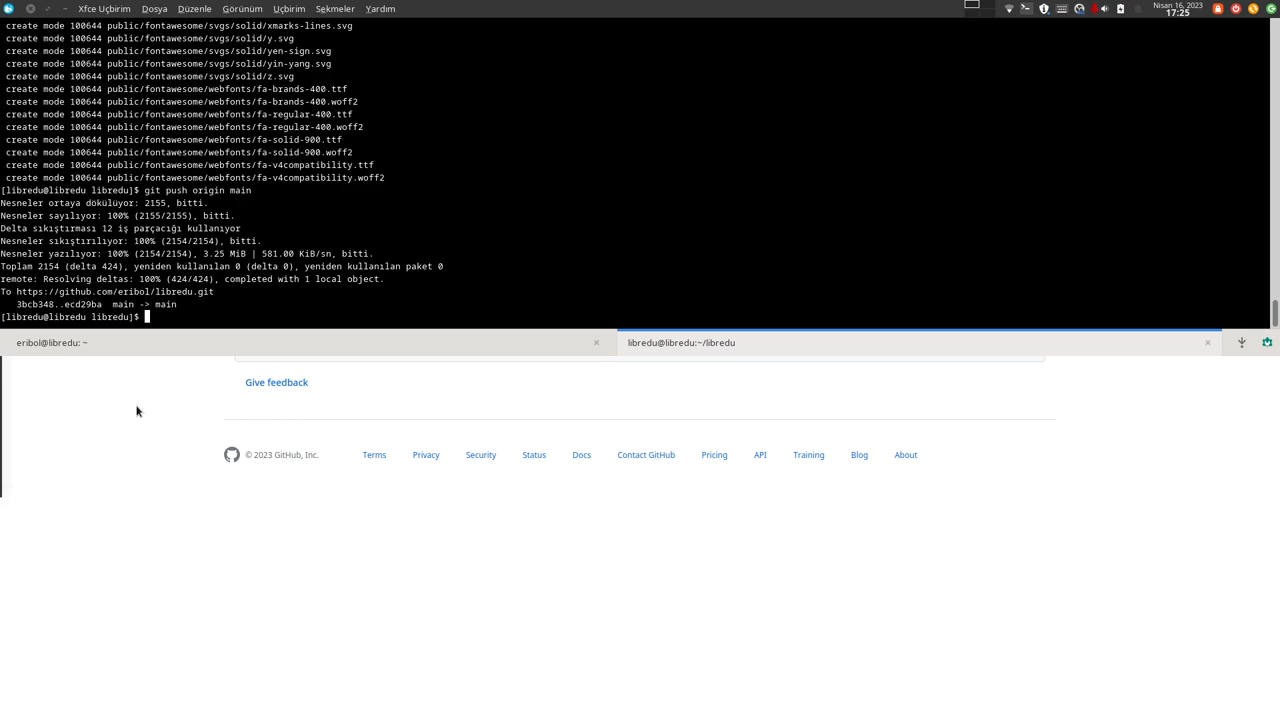 Xfce Uçbirim Dosya Düzenle Görünüm Uçbirim Sekmeler Yardım
Nisan 16, 2023
17:25
create mode 100644 public/fontawesome/svgs/solid/xmarks-lines.svg
create mode 100644 public/fontawesome/svgs/solid/y.svg
create mode 100644 public/fontawesome/svgs/solid/yen-sign.svg
create mode 100644 public/fontawesome/svgs/solid/yin-yang.svg
create mode 100644 public/fontawesome/svgs/solid/z.svg
create mode 100644 public/fontawesome/webfonts/fa-brands-400.ttf
create mode 100644 public/fontawesome/webfonts/fa-brands-400.woff2
create mode 100644 public/fontawesome/webfonts/fa-regular-400.ttf
create mode 100644 public/fontawesome/webfonts/fa-regular-400.woff2
create mode 100644 public/fontawesome/webfonts/fa-solid-900.ttf
create mode 100644 public/fontawesome/webfonts/fa-solid-900.woff2
create mode 100644 public/fontawesome/webfonts/fa-v4compatibility.ttf
create mode 100644 public/fontawesome/webfonts/fa-v4compatibility.woff2
[libredu@libredu libredu]$ git push origin main
Nesneler ortaya dökülüyor: 2155, bitti.
Nesneler sayılıyor: 100% (2155/2155), bitti.
Delta sıkıştırması 12 iş parçacığı kullanıyor
Nesneler sıkıştırılıyor: 100% (2154/2154), bitti.
Nesneler yazılıyor: 100% (2154/2154), 3.25 MiB | 581.00 KiB/sn, bitti.
Toplam 2154 (delta 424), yeniden kullanılan 0 (delta 0), yeniden kullanılan paket 0
remote: Resolving deltas: 100% (424/424), completed with 1 local object.
To https://github.com/eribol/libredu.git
3bcb348..ecd29ba main -> main
[libredu@libredu libredu]$
eribol@libredu: ~
libredu@libredu:~/libredu
Give feedback
© 2023 GitHub, Inc. Terms Privacy Security Status Docs Contact GitHub Pricing API Training Blog About